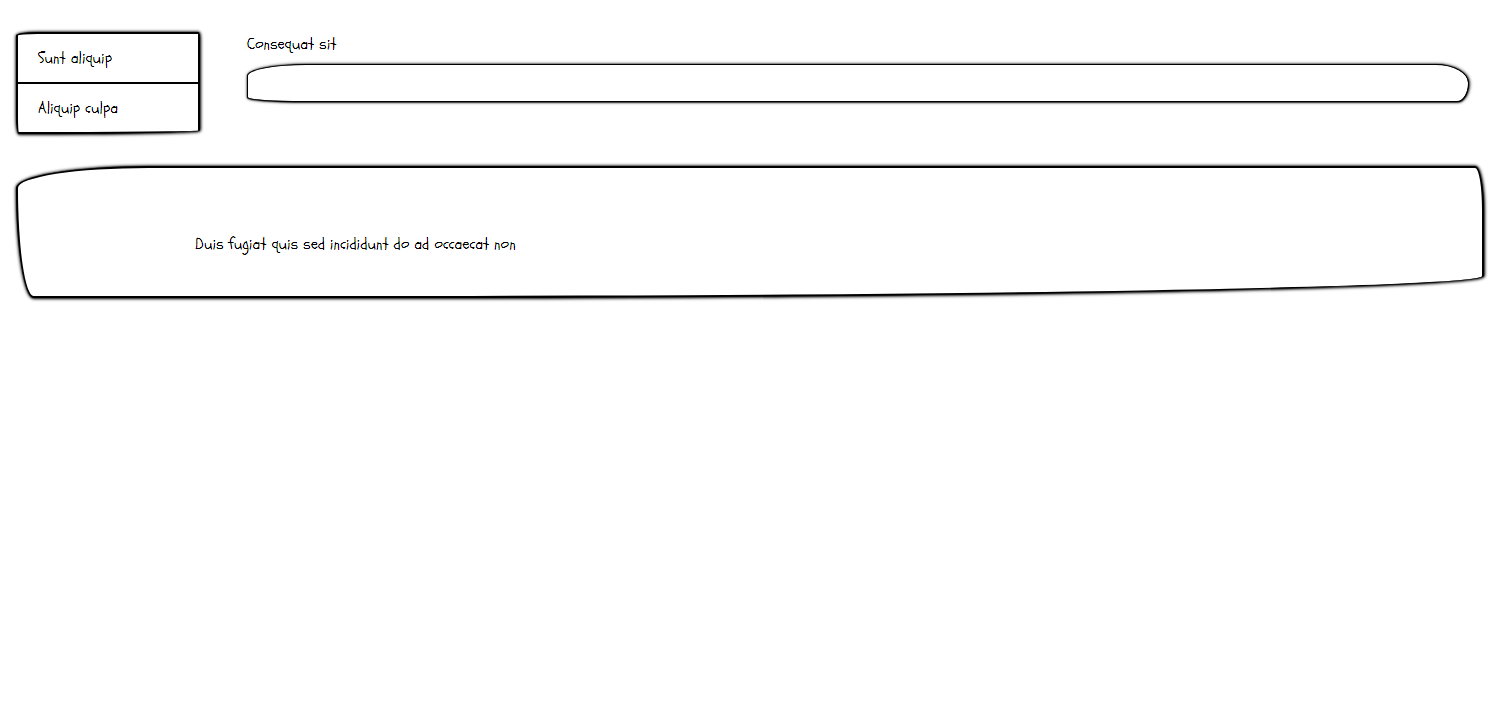 Sunt aliquip
Aliquip culpa
Consequat sit
Duis fugiat quis sed incididunt do ad occaecat non